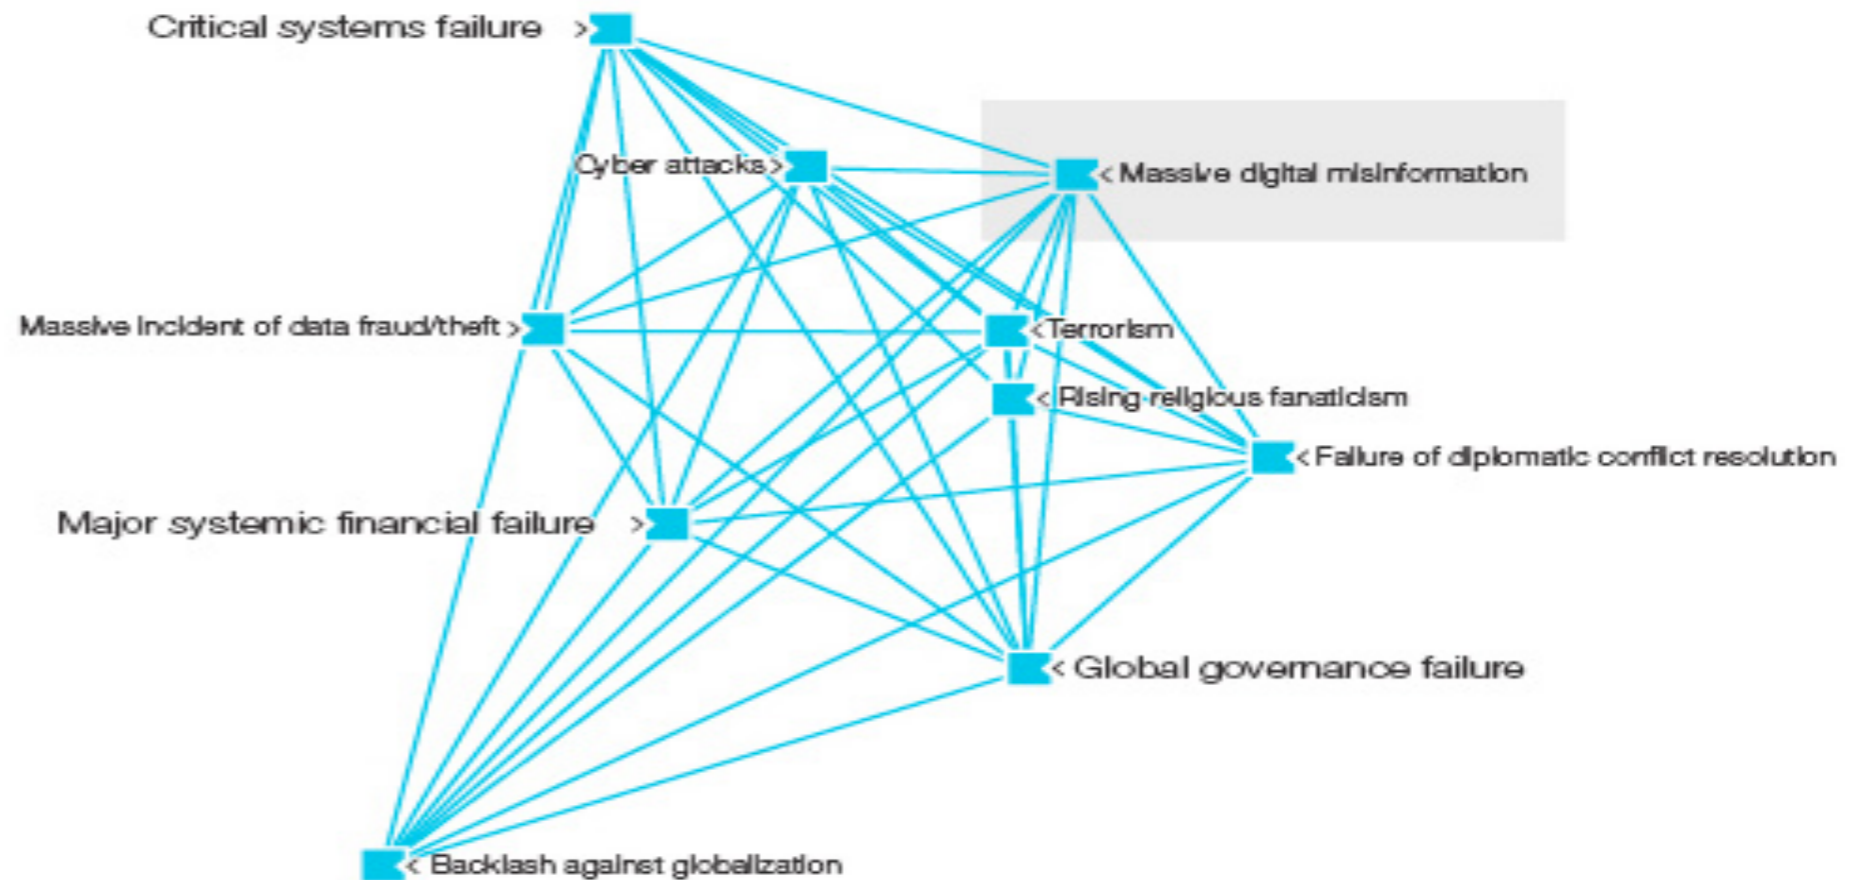 Critical systems failure >
Cyber attacks >
< Massive digital misinformation
Massive incident of data fraud/theft >
< Terrorism
< Rising religious fanaticism
< Failure of diplomatic conflict resolution
Major systemic financial failure >
< Global governance failure
< Backlash against globalization